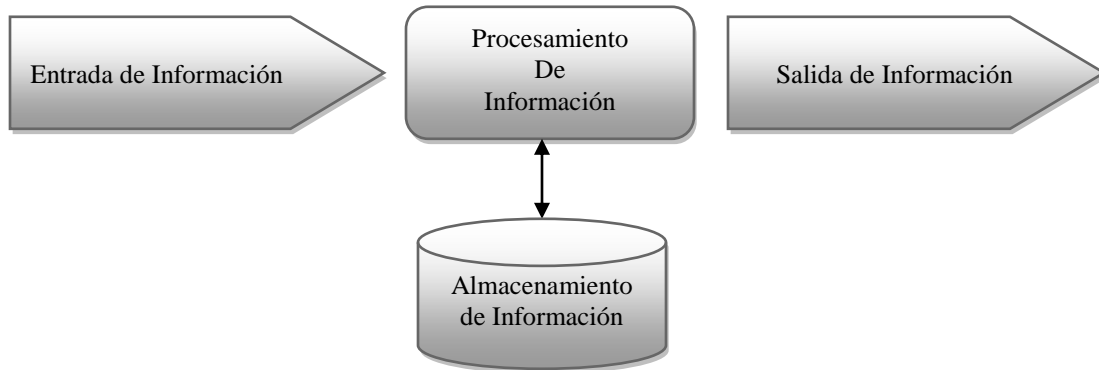 Entrada de Información
Procesamiento
De
Información
Salida de Información
Almacenamiento
de Información